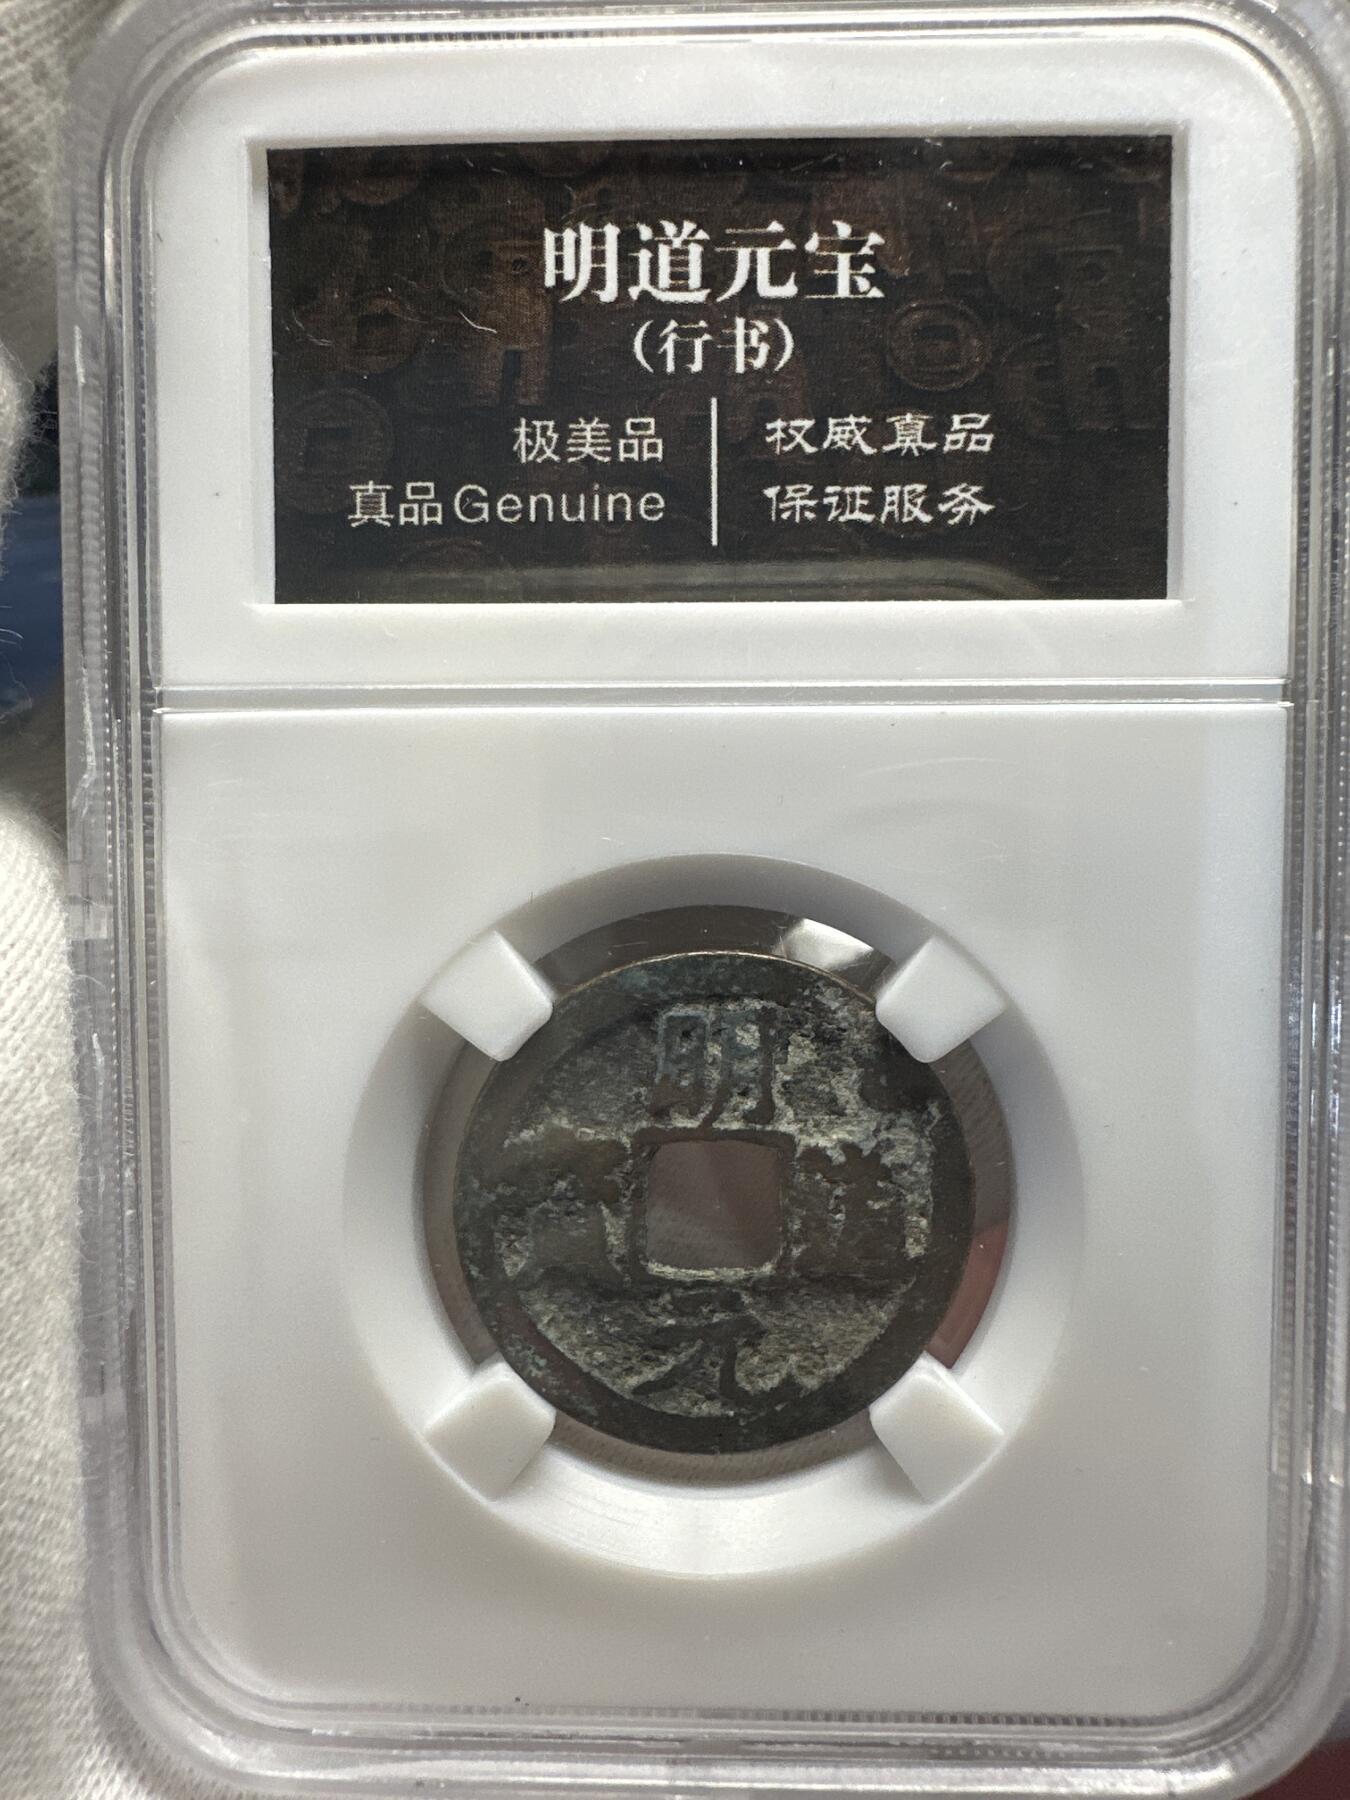 明道元宝
（行书）
极美品
真品Genuine
权威真品
保证服务
明道元